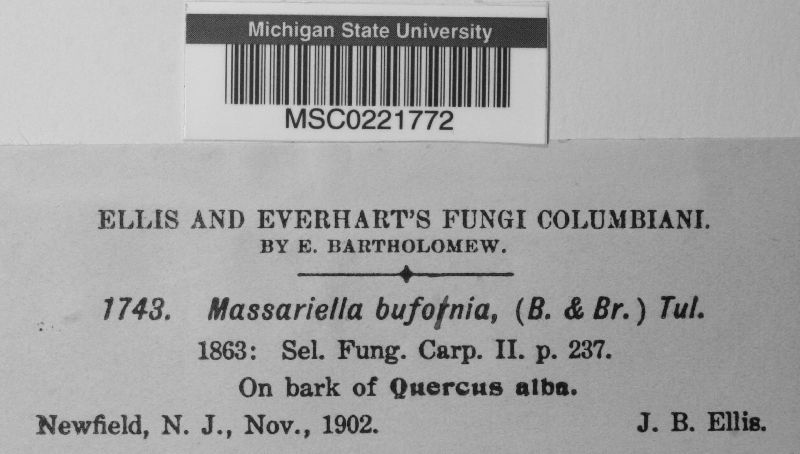 Michigan State University
MSC0221772
ELLIS AND EVERHART'S FUNGI COLUMBIANI.
BY E. BARTHOLOMEW.
1743. Massariella bufonia, (B. & Br.) Tul.
1863: Sel. Fung. Carp. II. p. 237.
On bark of Quercus alba.
Newfield, N. J., Nov., 1902. J. B. Ellis.